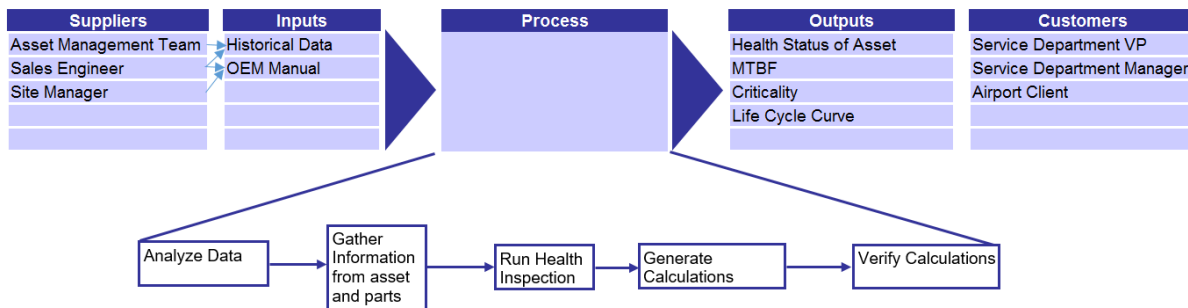 Suppliers
Inputs
Process
Outputs
Customers
Asset Management Team
Historical Data
Health Status of Asset
Service Department VP
Sales Engineer
OEM Manual
MTBF
Service Department Manager
Site Manager
Criticality
Airport Client
Life Cycle Curve
Analyze Data
Gather
Information
from asset
and parts
Run Health
Inspection
Generate
Calculations
Verify Calculations